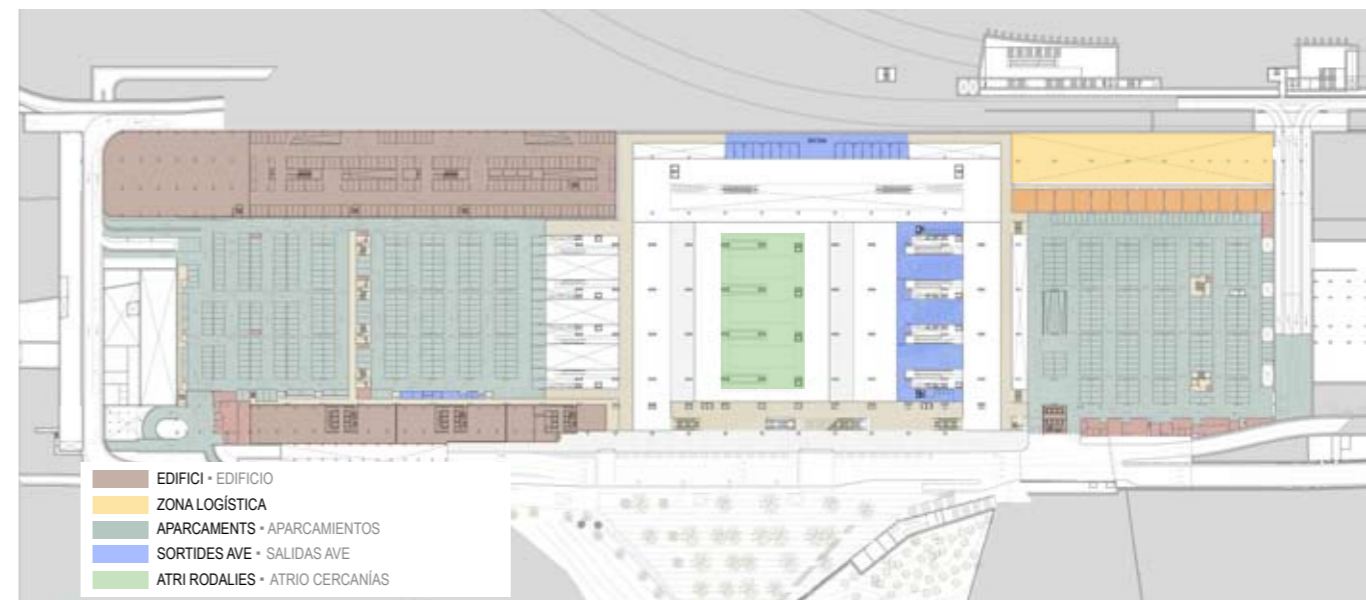 EDIFICI • EDIFICIO
ZONA LOGÍSTICA
APARCAMENTS • APARCAMIENTOS
SORTIDES AVE • SALIDAS AVE
ATRI RODALIES • ATRIO CERCANÍAS